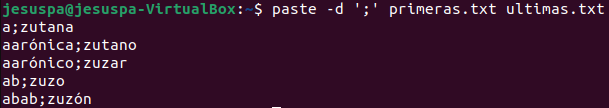 jesuspa@jesuspa-VirtualBox:~$ paste -d ';' primeras.txt ultimas.txt
a;zutana
aarónica;zutano
aarónico;zuzar
ab;zuzo
abab;zuzón